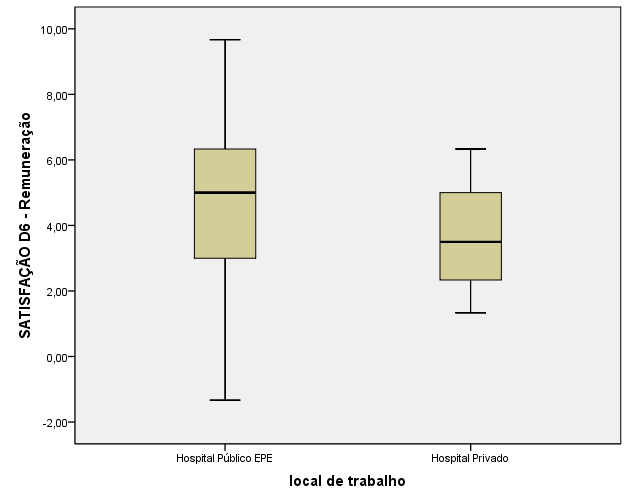 10,00
8,00
6,00
4,00
2,00
0,00
-2,00
SATISFAÇÃO D6 - Remuneração
Hospital Público EPE
Hospital Privado
local de trabalho